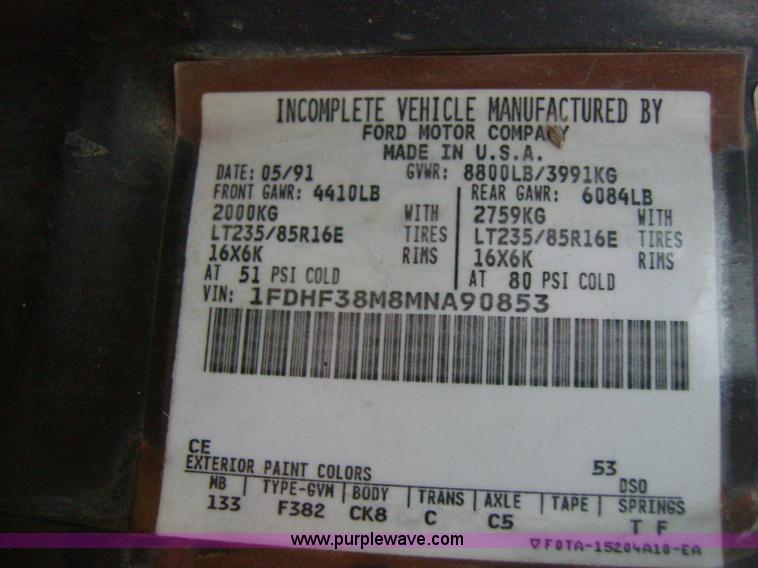 INCOMPLETE VEHICLE MANUFACTURED BY
FORD MOTOR COMPANY
MADE IN U.S.A.
DATE: 05/91 GVWR: 8800LB/3991KG
FRONT GAWR: 4410LB REAR GAWR: 6084LB
2000KG WITH 2759KG WITH
LT235/85R16E TIRES LT235/85R16E TIRES
16X6K RIMS 16X6K RIMS
AT 51 PSI COLD AT 80 PSI COLD
VIN: 1FDHF38M8MNA90853
CE
EXTERIOR PAINT COLORS 53 DSO
WB TYPE-GVM BODY TRANS AXLE TAPE SPRINGS
133 F382 CK8 C C5 T F
F0TA-15204A10-EA
www.purplewave.com